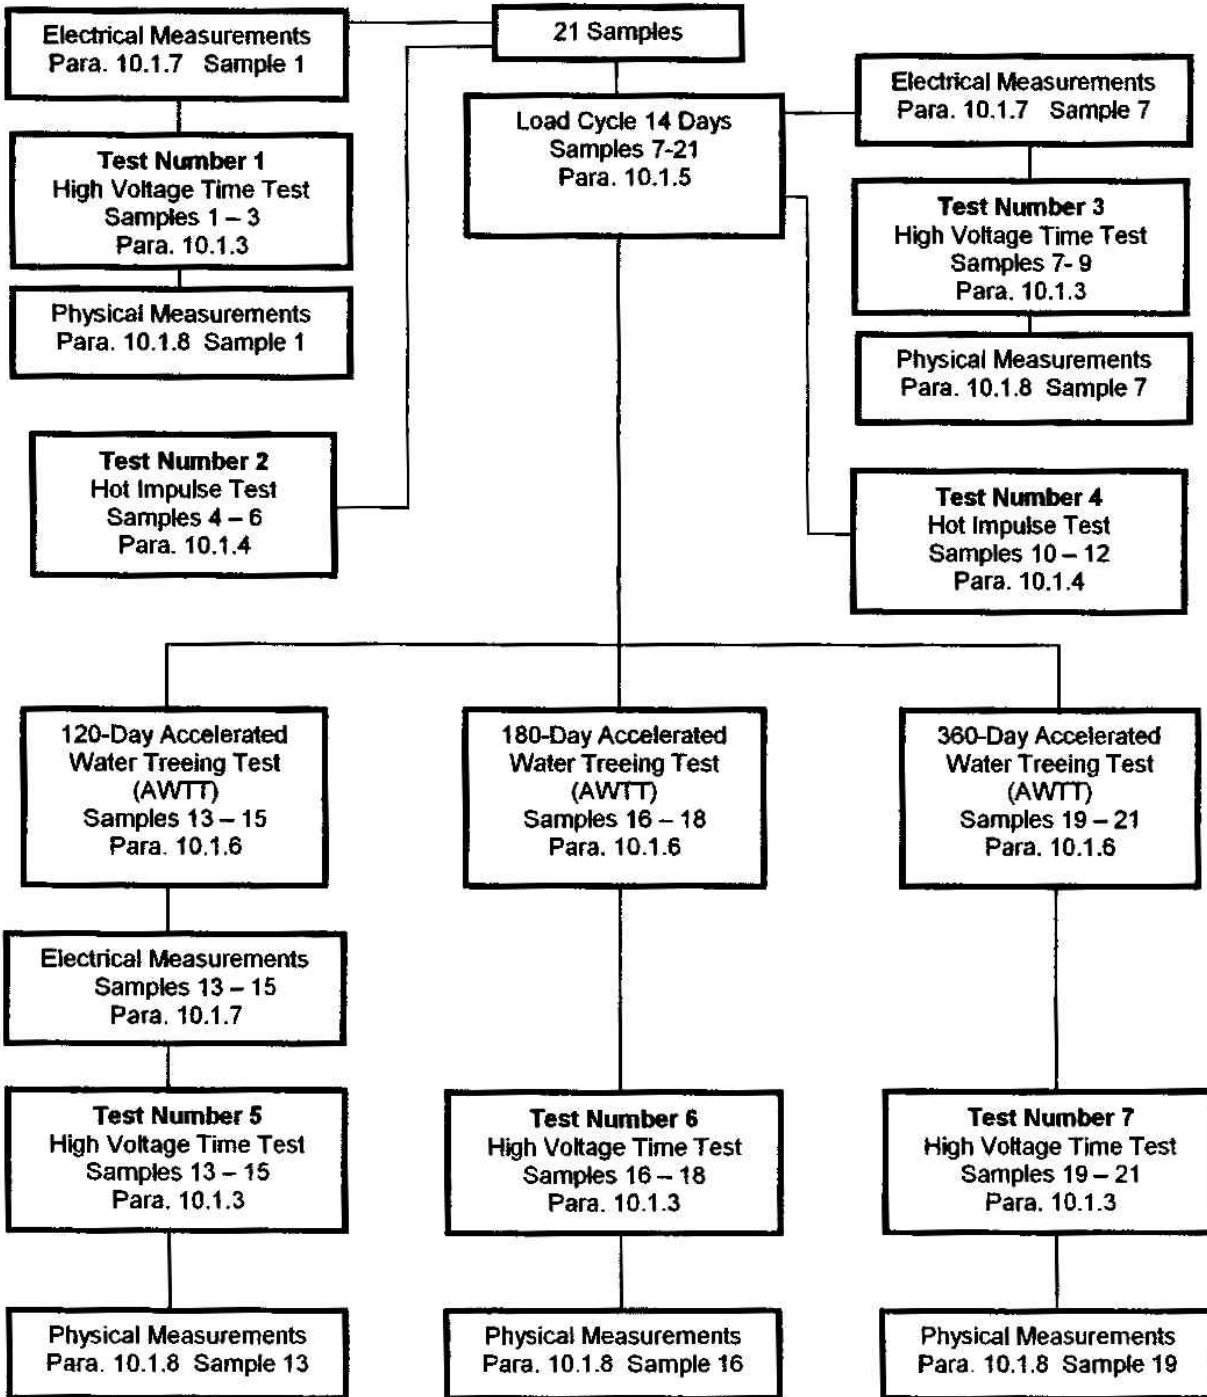 21 Samples
Electrical Measurements
Para. 10.1.7 Sample 1
Test Number 1
High Voltage Time Test
Samples 1 – 3
Para. 10.1.3
Physical Measurements
Para. 10.1.8 Sample 1
Test Number 2
Hot Impulse Test
Samples 4 – 6
Para. 10.1.4
Load Cycle 14 Days
Samples 7-21
Para. 10.1.5
Electrical Measurements
Para. 10.1.7 Sample 7
Test Number 3
High Voltage Time Test
Samples 7- 9
Para. 10.1.3
Physical Measurements
Para. 10.1.8 Sample 7
Test Number 4
Hot Impulse Test
Samples 10 – 12
Para. 10.1.4
120-Day Accelerated
Water Treeing Test
(AWTT)
Samples 13 – 15
Para. 10.1.6
Electrical Measurements
Samples 13 – 15
Para. 10.1.7
Test Number 5
High Voltage Time Test
Samples 13 – 15
Para. 10.1.3
Physical Measurements
Para. 10.1.8 Sample 13
180-Day Accelerated
Water Treeing Test
(AWTT)
Samples 16 – 18
Para. 10.1.6
Test Number 6
High Voltage Time Test
Samples 16 – 18
Para. 10.1.3
Physical Measurements
Para. 10.1.8 Sample 16
360-Day Accelerated
Water Treeing Test
(AWTT)
Samples 19 – 21
Para. 10.1.6
Test Number 7
High Voltage Time Test
Samples 19 – 21
Para. 10.1.3
Physical Measurements
Para. 10.1.8 Sample 19